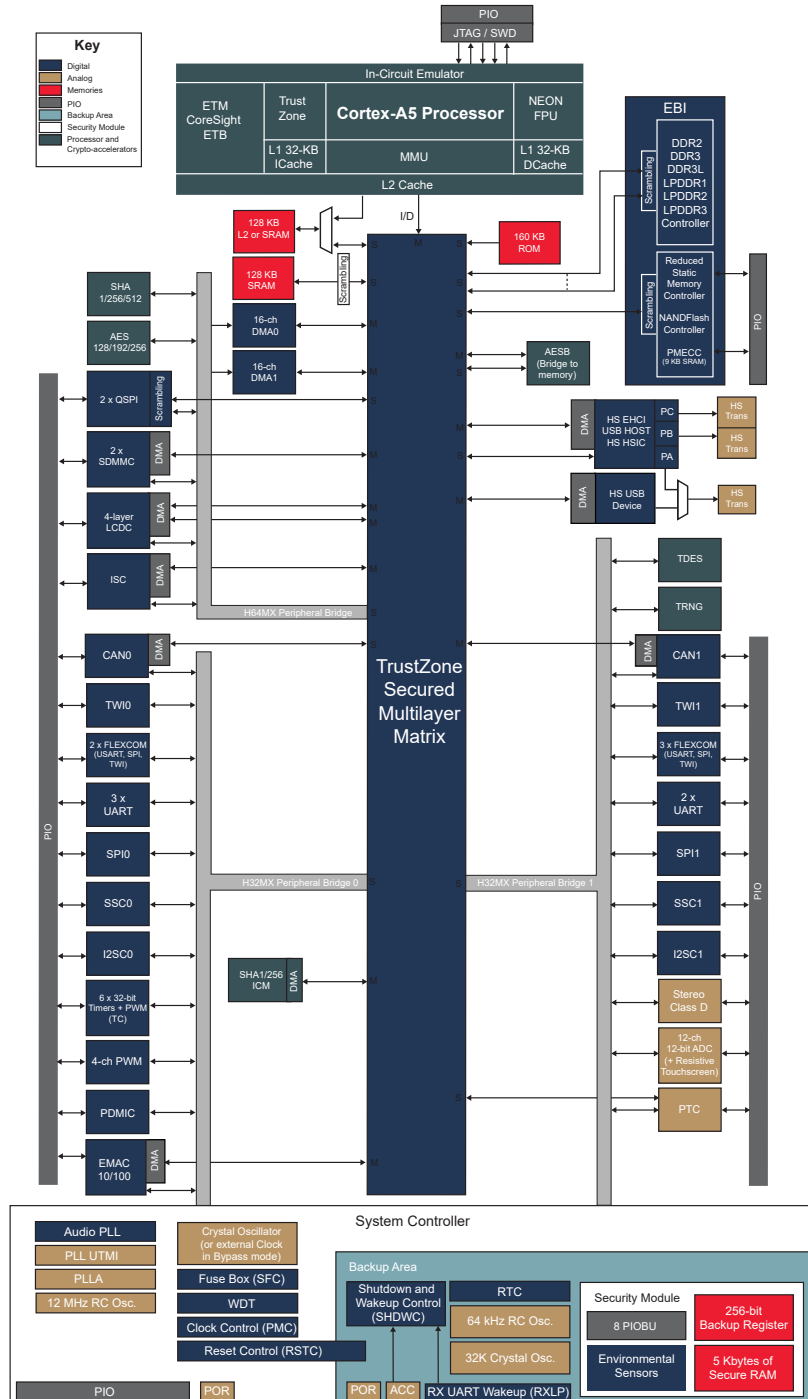 PIO
JTAG / SWD
Key
Digital
Analog
Memories
PIO
Backup Area
Security Module
Processor and
Crypto-accelerators
In-Circuit Emulator
ETM
CoreSight
ETB
Trust
Zone
Cortex-A5 Processor
NEON
FPU
L1 32-KB
ICache
MMU
L1 32-KB
DCache
L2 Cache
I/D
EBI
Scrambling
DDR2
DDR3
DDR3L
LPDDR1
LPDDR2
LPDDR3
Controller
Scrambling
Reduced
Static
Memory
Controller
NANDFlash
Controller
PMECC
(9 KB SRAM)
PIO
128 KB
L2 or SRAM
S
M
S
160 KB
ROM
128 KB
SRAM
Scrambling
S
S
S
SHA
1/256/512
AES
128/192/256
16-ch
DMA0
M
16-ch
DMA1
M
M
S
AESB
(Bridge to
memory)
PIO
2 x QSPI
Scrambling
S
2 x
SDMMC
DMA
M
4-layer
LCDC
DMA
M
M
ISC
DMA
M
H64MX Peripheral Bridge
S
M
S
DMA
HS EHCI
USB HOST
HS HSIC
PC
PB
PA
HS
Trans
HS
Trans
M
DMA
HS USB
Device
HS
Trans
TDES
TRNG
TrustZone
Secured
Multilayer
Matrix
CAN0
DMA
S
M
DMA
CAN1
TWI0
TWI1
2 x FLEXCOM
(USART, SPI,
TWI)
3 x FLEXCOM
(USART, SPI,
TWI)
3 x
UART
2 x
UART
SPI0
SPI1
H32MX Peripheral Bridge 0
S
S
H32MX Peripheral Bridge 1
SSC0
SSC1
PIO
I2SC0
I2SC1
SHA1/256
ICM
DMA
M
6 x 32-bit
Timers + PWM
(TC)
Stereo
Class D
4-ch PWM
12-ch
12-bit ADC
(+ Resistive
Touchscreen)
PDMIC
S
PTC
EMAC
10/100
DMA
M
System Controller
Audio PLL
PLL UTMI
PLLA
12 MHz RC Osc.
Crystal Oscillator
(or external Clock
in Bypass mode)
Fuse Box (SFC)
WDT
Clock Control (PMC)
Reset Control (RSTC)
PIO
POR
Backup Area
Shutdown and
Wakeup Control
(SHDWC)
RTC
64 kHz RC Osc.
32K Crystal Osc.
POR
ACC
RX UART Wakeup (RXLP)
Security Module
8 PIOBU
256-bit
Backup Register
Environmental
Sensors
5 Kbytes of
Secure RAM